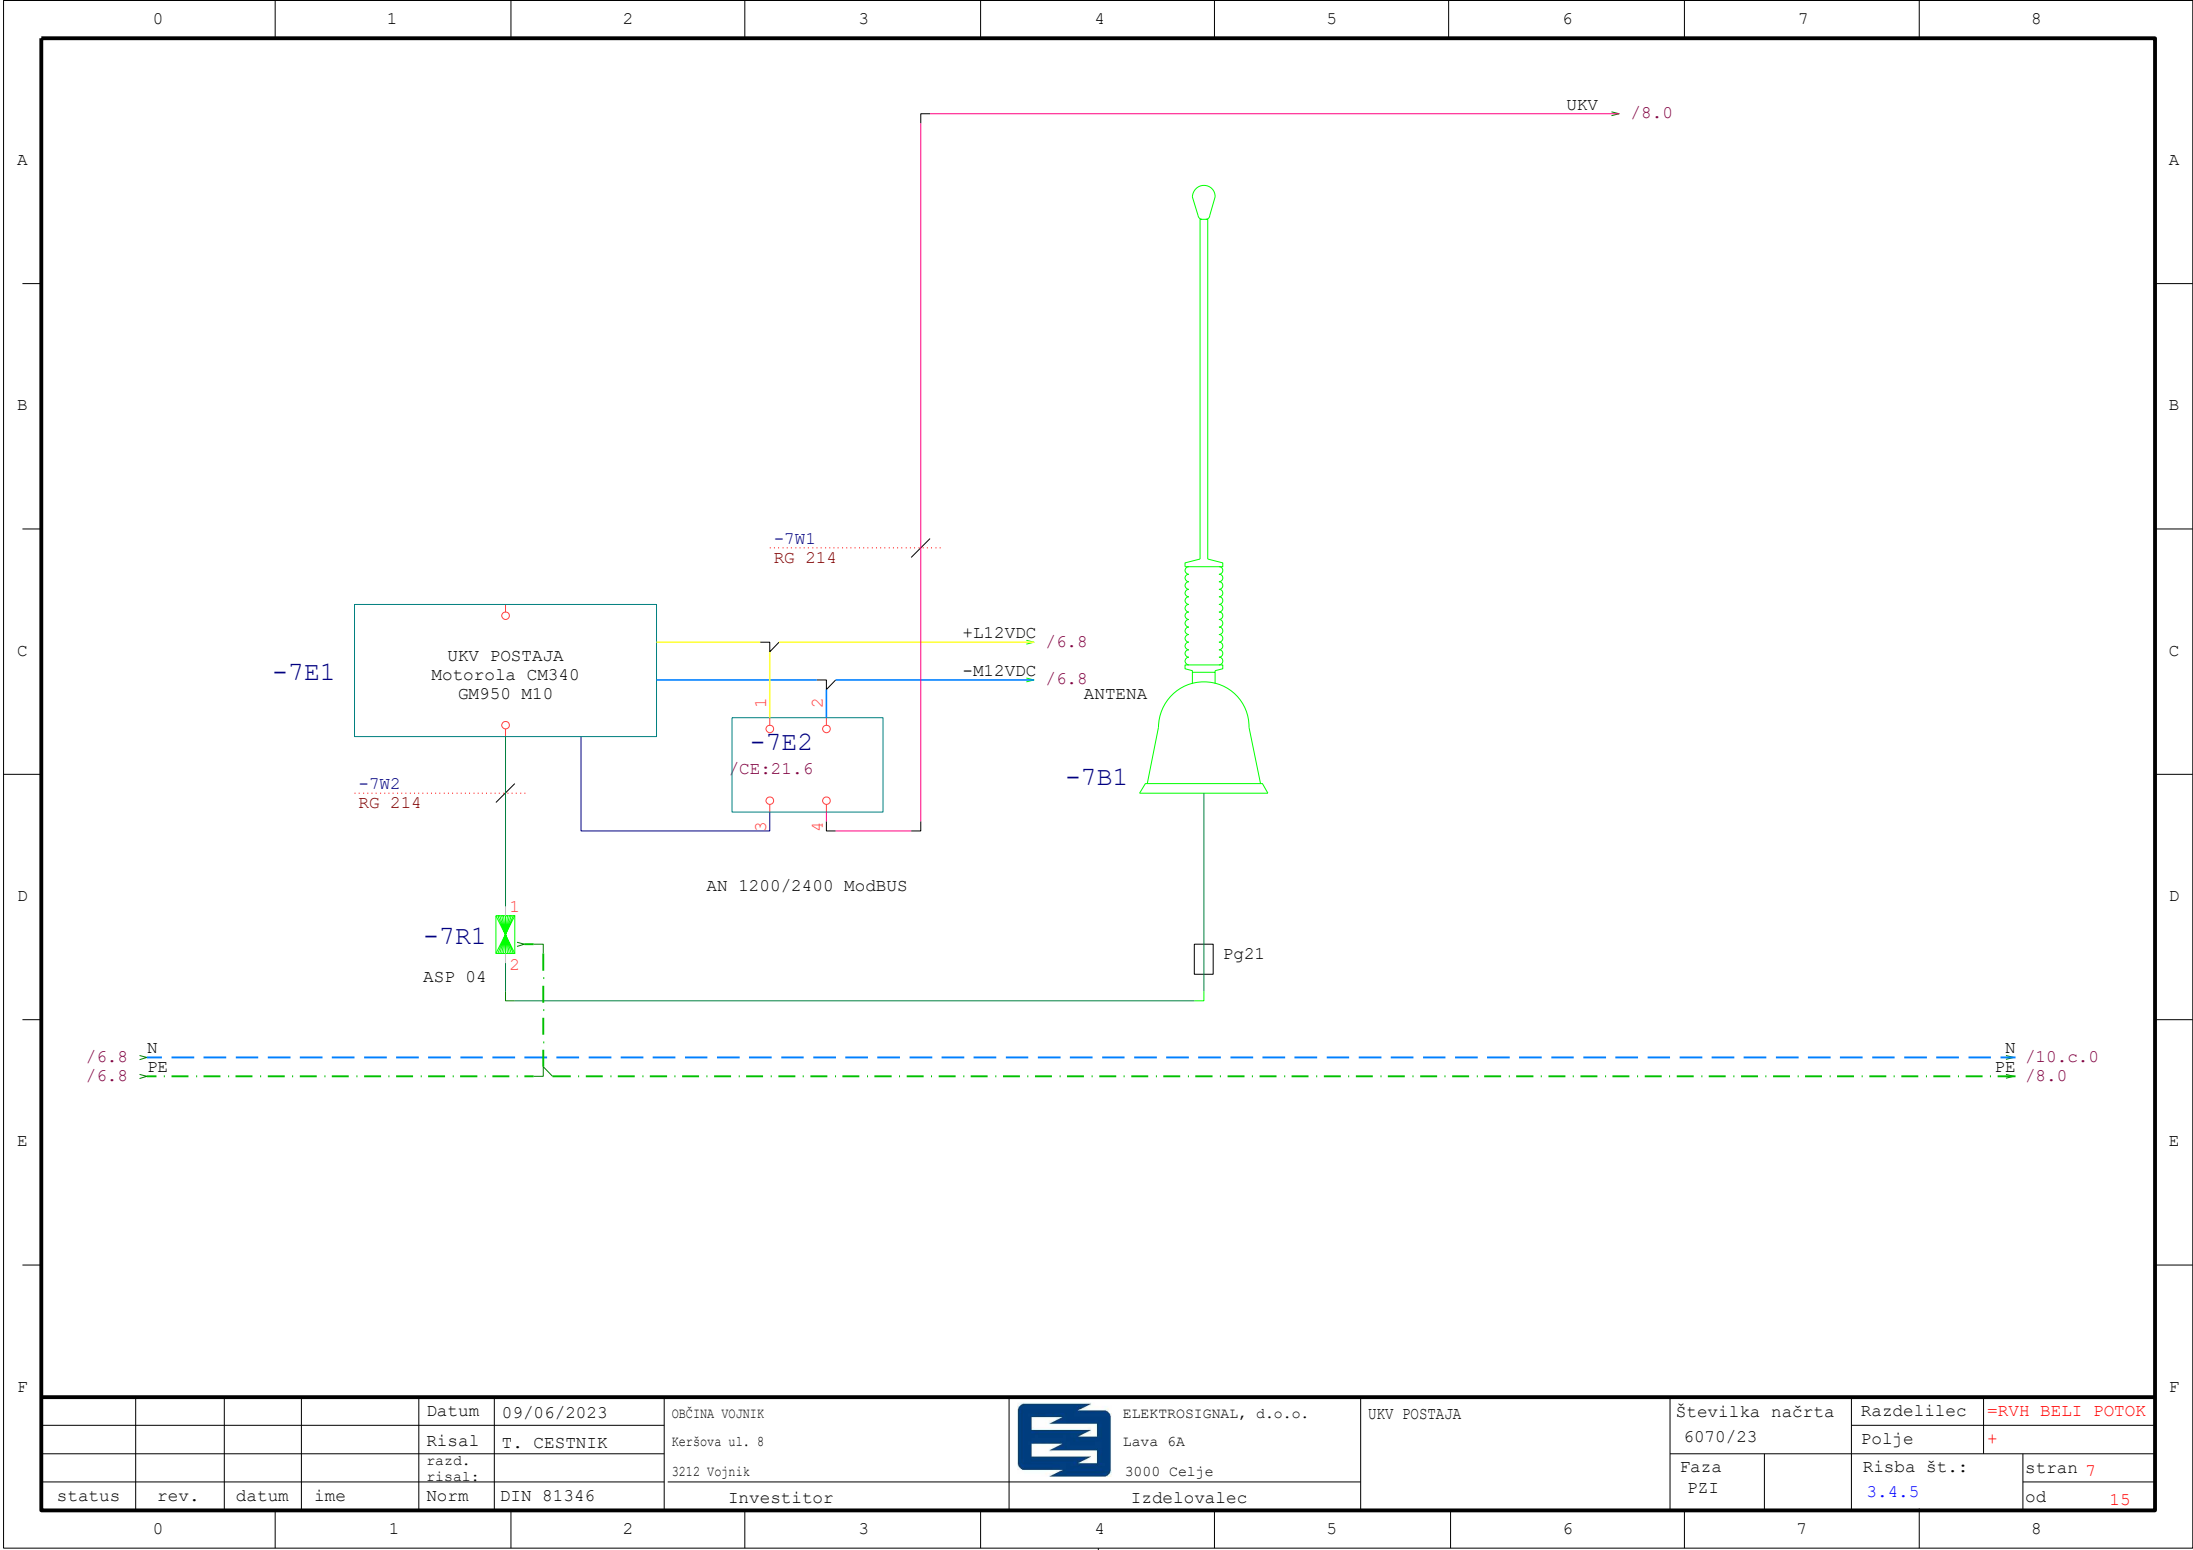 0 1 2 3 4 5 6 7 8
UKV /8.0
A A
B B
-7W1
RG 214
+L12VDC /6.8
C C
UKV POSTAJA
Motorola CM340
GM950 M10
-7E1
-M12VDC /6.8
ANTENA
1 2
-7E2
/CE:21.6
-7B1
-7W2
RG 214
3 4
AN 1200/2400 ModBUS
D D
1
-7R1
2
ASP 04
Pg21
/6.8 N N /10.c.0
/6.8 PE PE /8.0
E E
F F
Datum 09/06/2023
Risal T. CESTNIK
razd.
risal:
status rev. datum ime Norm DIN 81346
OBČINA VOJNIK
Keršova ul. 8
3212 Vojnik
Investitor
ELEKTROSIGNAL, d.o.o.
Lava 6A
3000 Celje
Izdelovalec
UKV POSTAJA
Številka načrta
6070/23
Faza
PZI
Razdelilec =RVH BELI POTOK
Polje +
Risba št.:
3.4.5
stran 7
od 15
0 1 2 3 4 5 6 7 8